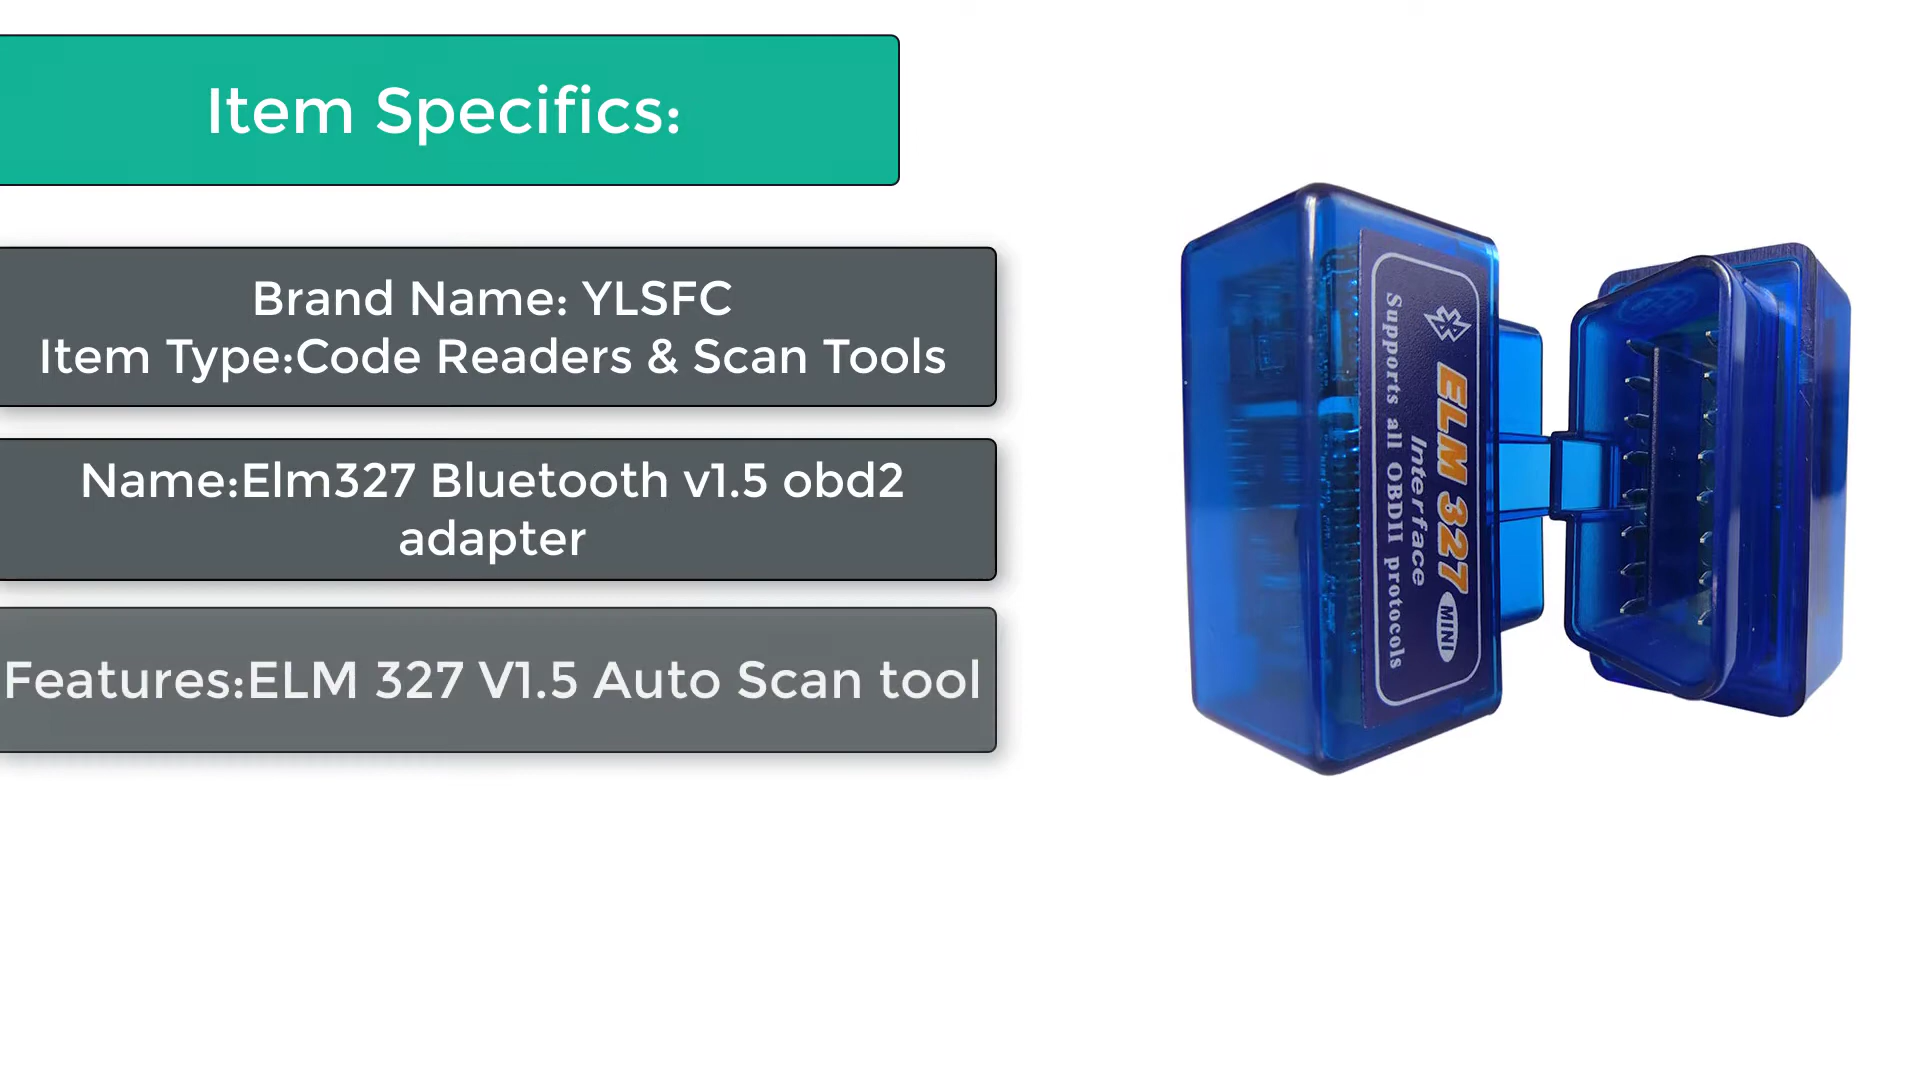 Item Specifics:
Brand Name: YLSFC
Item Type:Code Readers & Scan Tools
Name:Elm327 Bluetooth v1.5 obd2
adapter
Features:ELM 327 V1.5 Auto Scan tool
ELM 327
MINI
Interface
Supports all OBDII protocols